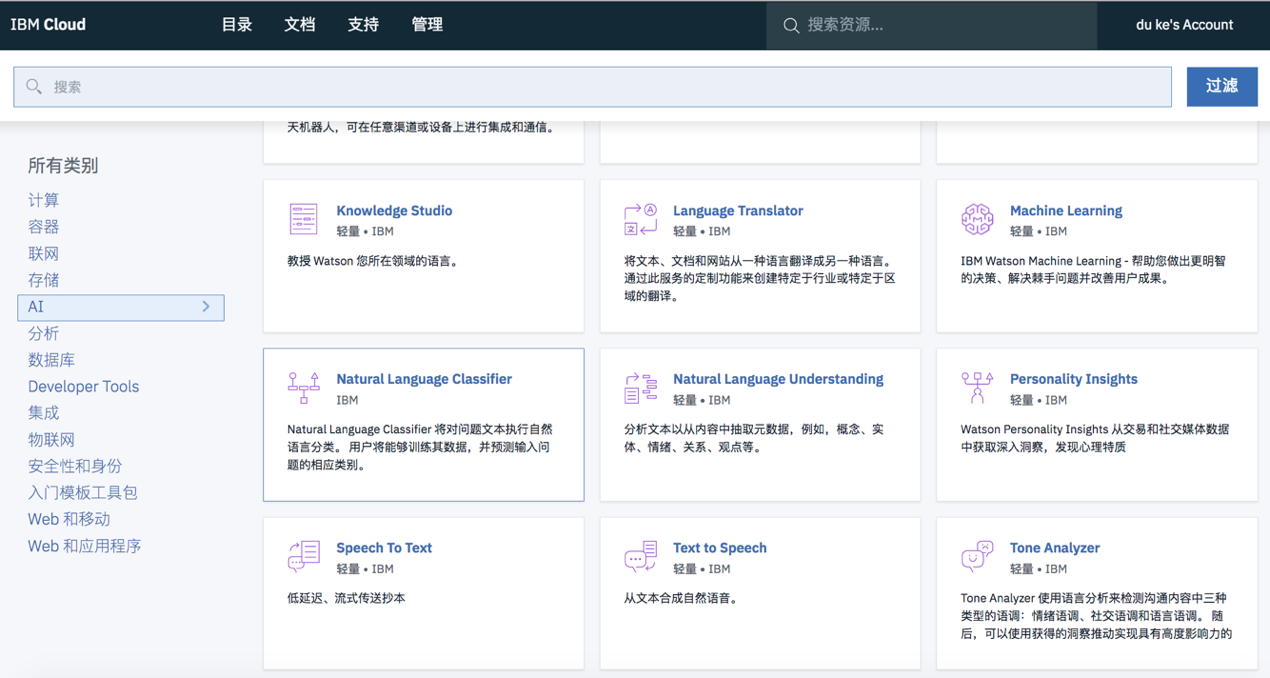 IBM Cloud 目录 文档 支持 管理 搜索资源... du ke's Account
搜索 过滤
所有类别
计算
容器
联网
存储
AI
分析
数据库
Developer Tools
集成
物联网
安全性和身份
入门模板工具包
Web 和移动
Web 和应用程序
天机器人，可在任意渠道或设备上进行集成和通信。
Knowledge Studio
轻量 • IBM
教授 Watson 您所在领域的语言。
Language Translator
轻量 • IBM
将文本、文档和网站从一种语言翻译成另一种语言。
通过此服务的定制功能来创建特定于行业或特定于区
域的翻译。
Machine Learning
轻量 • IBM
IBM Watson Machine Learning - 帮助您做出更明智
的决策、解决棘手问题并改善用户成果。
Natural Language Classifier
IBM
Natural Language Classifier 将对问题文本执行自然
语言分类。 用户将能够训练其数据，并预测输入问
题的相应类别。
Natural Language Understanding
轻量 • IBM
分析文本以从内容中抽取元数据，例如，概念、实
体、情绪、关系、观点等。
Personality Insights
轻量 • IBM
Watson Personality Insights 从交易和社交媒体数据
中获取深入洞察，发现心理特质
Speech To Text
轻量 • IBM
低延迟、流式传送抄本
Text to Speech
轻量 • IBM
从文本合成自然语音。
Tone Analyzer
轻量 • IBM
Tone Analyzer 使用语言分析来检测沟通内容中三种
类型的语调：情绪语调、社交语调和语言语调。 随
后，可以使用获得的洞察推动实现具有高度影响力的